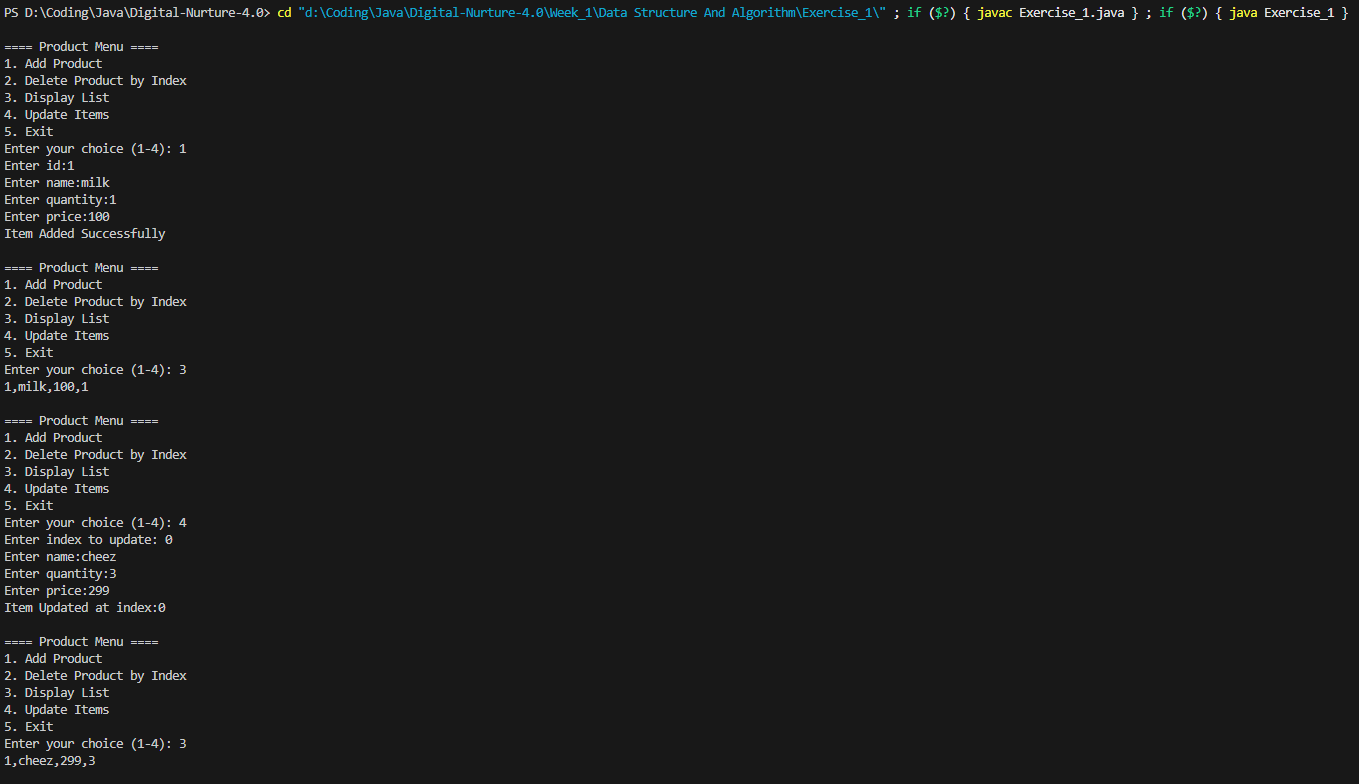 PS D:\Coding\Java\Digital-Nurture-4.0> cd "d:\Coding\Java\Digital-Nurture-4.0\Week_1\Data Structure And Algorithm\Exercise_1\" ; if ($?) { javac Exercise_1.java } ; if ($?) { java Exercise_1 }
==== Product Menu ====
1. Add Product
2. Delete Product by Index
3. Display List
4. Update Items
5. Exit
Enter your choice (1-4): 1
Enter id:1
Enter name:milk
Enter quantity:1
Enter price:100
Item Added Successfully
==== Product Menu ====
1. Add Product
2. Delete Product by Index
3. Display List
4. Update Items
5. Exit
Enter your choice (1-4): 3
1,milk,100,1
==== Product Menu ====
1. Add Product
2. Delete Product by Index
3. Display List
4. Update Items
5. Exit
Enter your choice (1-4): 4
Enter index to update: 0
Enter name:cheez
Enter quantity:3
Enter price:299
Item Updated at index:0
==== Product Menu ====
1. Add Product
2. Delete Product by Index
3. Display List
4. Update Items
5. Exit
Enter your choice (1-4): 3
1,cheez,299,3